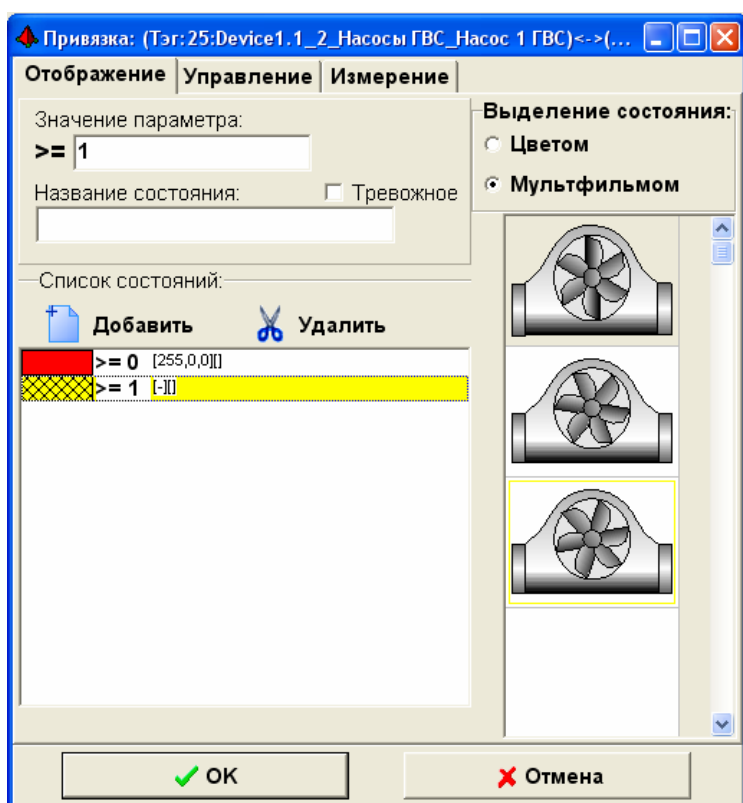 Привязка: (Тэг:25:Device1.1_2_Насосы ГВС_Насос 1 ГВС)<->(...
Отображение Управление Измерение
Значение параметра:
>= 1
Название состояния: Тревожное
Выделение состояния:
Цветом
Мультфильмом
Список состояний:
Добавить Удалить
>= 0 [255,0,0][]
>= 1 [-][]
OK Отмена